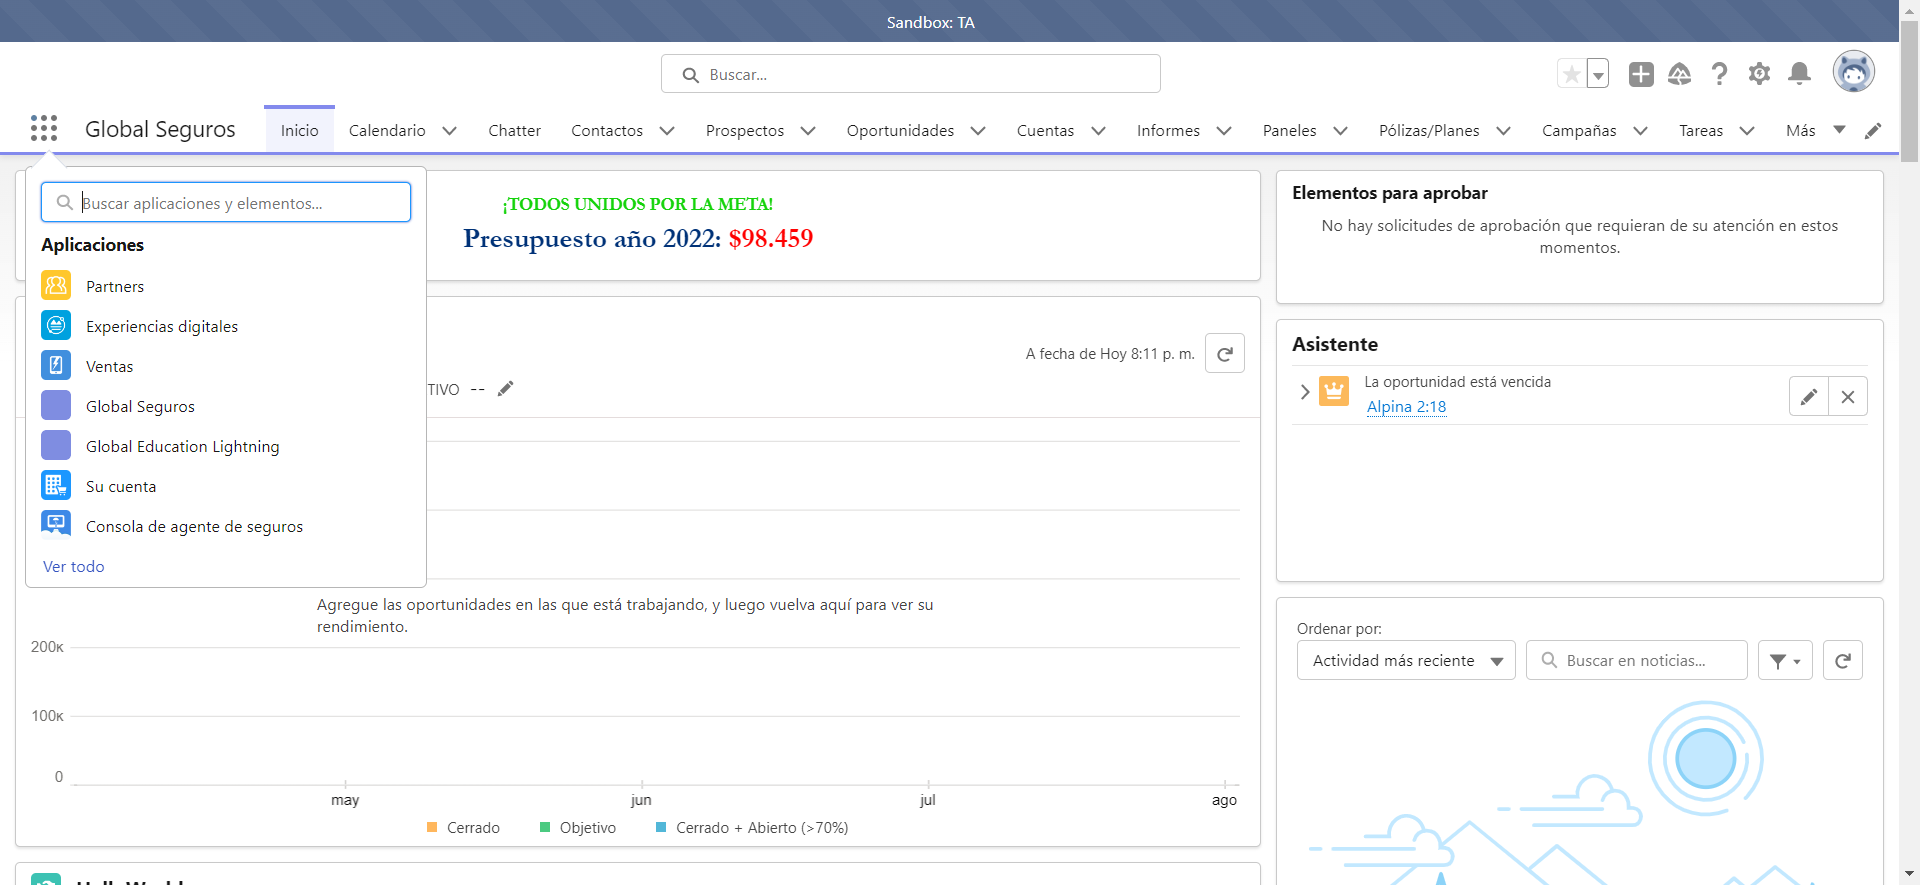 Sandbox: TA
Buscar...
Global Seguros
Inicio
Calendario
Chatter
Contactos
Prospectos
Oportunidades
Cuentas
Informes
Paneles
Pólizas/Planes
Campañas
Tareas
Más
Buscar aplicaciones y elementos...
Aplicaciones
Partners
Experiencias digitales
Ventas
Global Seguros
Global Education Lightning
Su cuenta
Consola de agente de seguros
Ver todo
¡TODOS UNIDOS POR LA META!
Presupuesto año 2022: $98.459
A fecha de Hoy 8:11 p. m.
TIVO --
Agregue las oportunidades en las que está trabajando, y luego vuelva aquí para ver su
rendimiento.
200K
100K
0
may
jun
jul
ago
Cerrado
Objetivo
Cerrado + Abierto (>70%)
Elementos para aprobar
No hay solicitudes de aprobación que requieran de su atención en estos
momentos.
Asistente
La oportunidad está vencida
Alpina 2:18
Ordenar por:
Actividad más reciente
Buscar en noticias...